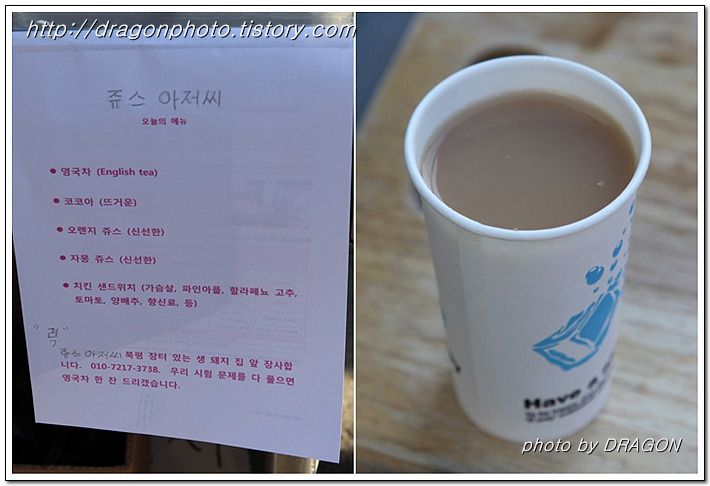 http://dragonphoto.tistory.com
쥬스 아저씨
오늘의 메뉴
● 영국차 (English tea)
● 코코아 (뜨거운)
● 오렌지 쥬스 (신선한)
● 자몽 쥬스 (신선한)
● 치킨 샌드위치 (가슴살, 파인아플, 할라페뇨 고추,
토마토, 양배추, 향신료, 등)
쥬스 아저씨 북평 장터 있는 생 돼지 집 앞 장사합
니다. 010-7217-3738. 우리 시험 문제를 다 풀으면
영국차 한 잔 드리겠습니다.
Have a
photo by DRAGON